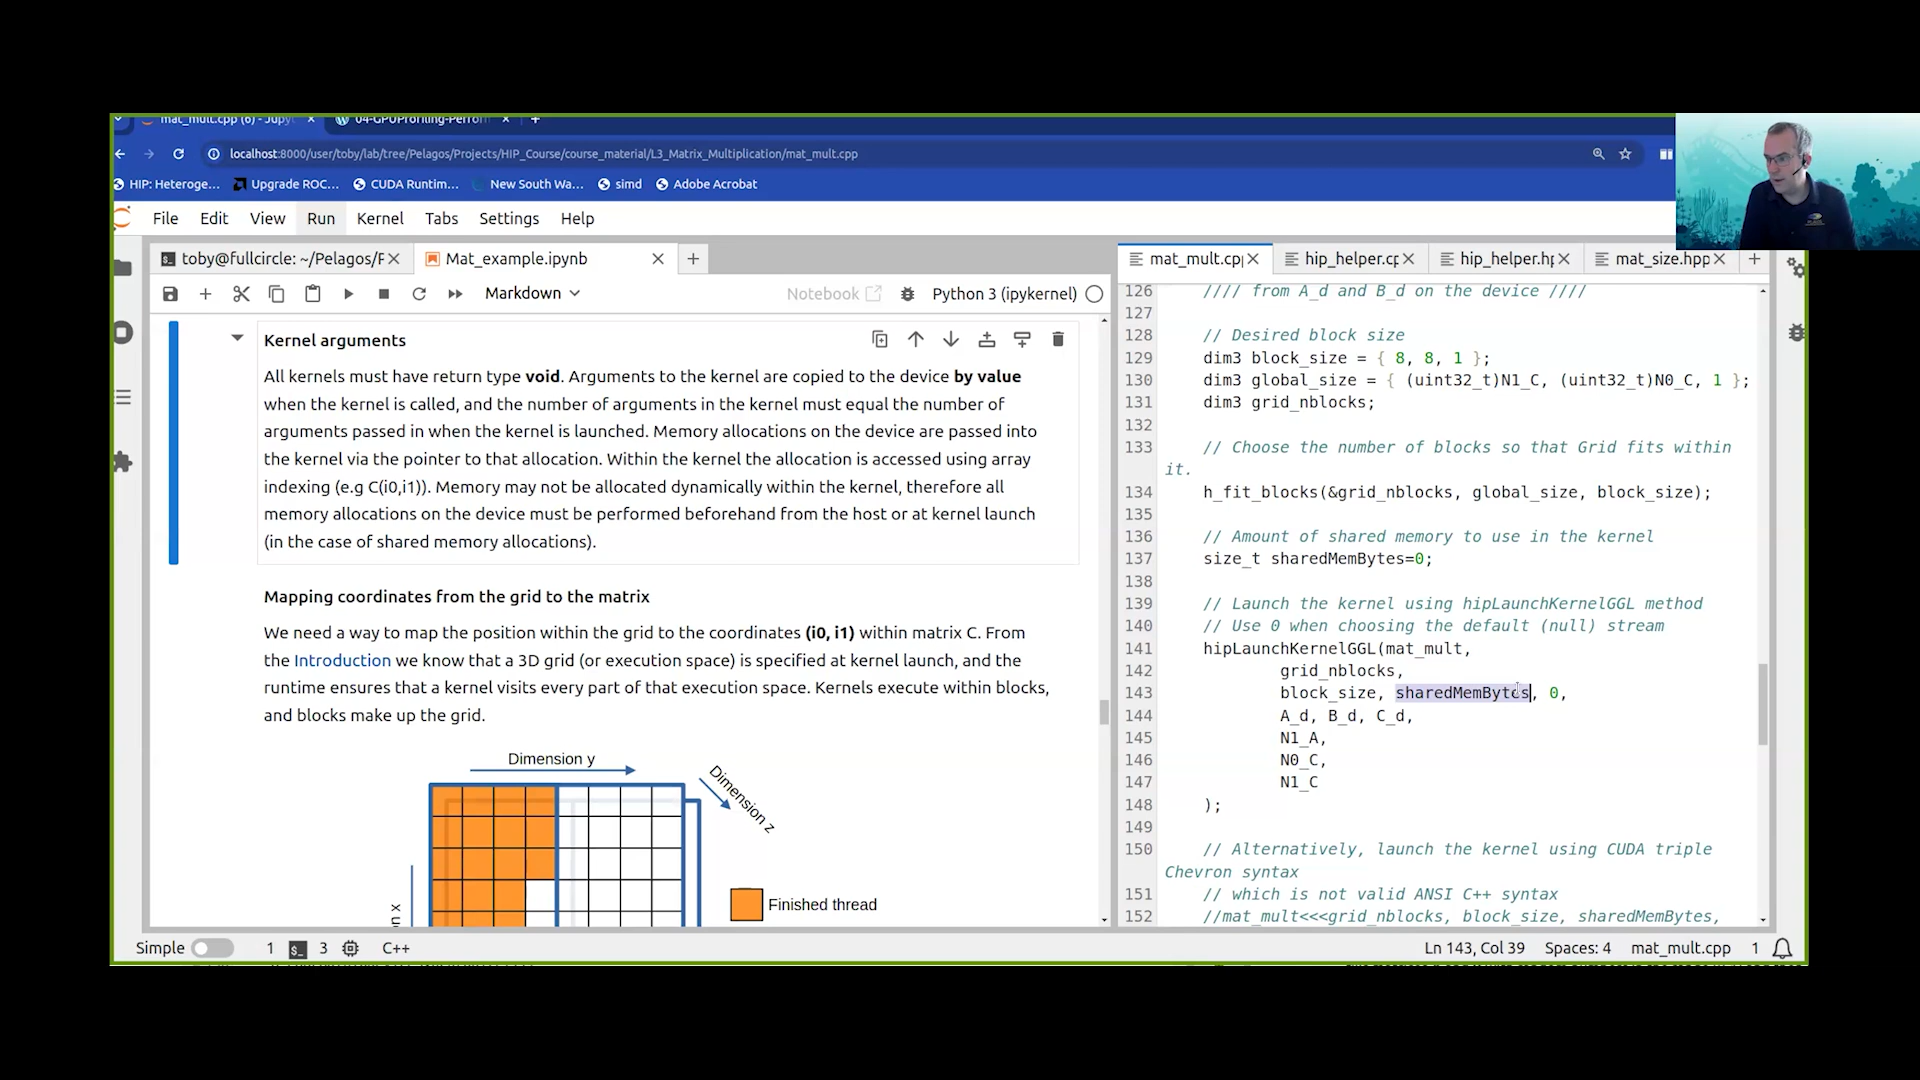 mat_mult.cpp (6) - Jupyt
04-GPUProfiling-Perform
localhost:8000/user/toby/lab/tree/Pelagos/Projects/HIP_Course/course_material/L3_Matrix_Multiplication/mat_mult.cpp
HIP: Heteroge... Upgrade ROC... CUDA Runtim... New South Wa... simd Adobe Acrobat
File Edit View Run Kernel Tabs Settings Help
toby@fullcircle: ~/Pelagos/P
Mat_example.ipynb
Markdown
Notebook
Python 3 (ipykernel)
Kernel arguments
All kernels must have return type void. Arguments to the kernel are copied to the device by value
when the kernel is called, and the number of arguments in the kernel must equal the number of
arguments passed in when the kernel is launched. Memory allocations on the device are passed into
the kernel via the pointer to that allocation. Within the kernel the allocation is accessed using array
indexing (e.g C(i0,i1)). Memory may not be allocated dynamically within the kernel, therefore all
memory allocations on the device must be performed beforehand from the host or at kernel launch
(in the case of shared memory allocations).
Mapping coordinates from the grid to the matrix
We need a way to map the position within the grid to the coordinates (i0, i1) within matrix C. From
the Introduction we know that a 3D grid (or execution space) is specified at kernel launch, and the
runtime ensures that a kernel visits every part of that execution space. Kernels execute within blocks,
and blocks make up the grid.
Dimension y
Dimension z
n x
Finished thread
mat_mult.cp hip_helper.cp hip_helper.h mat_size.hpp
126 //// from A_d and B_d on the device ////
127
128 // Desired block size
129 dim3 block_size = { 8, 8, 1 };
130 dim3 global_size = { (uint32_t)N1_C, (uint32_t)N0_C, 1 };
131 dim3 grid_nblocks;
132
133 // Choose the number of blocks so that Grid fits within
it.
134 h_fit_blocks(&grid_nblocks, global_size, block_size);
135
136 // Amount of shared memory to use in the kernel
137 size_t sharedMemBytes=0;
138
139 // Launch the kernel using hipLaunchKernelGGL method
140 // Use 0 when choosing the default (null) stream
141 hipLaunchKernelGGL(mat_mult,
142 grid_nblocks,
143 block_size, sharedMemBytes, 0,
144 A_d, B_d, C_d,
145 N1_A,
146 N0_C,
147 N1_C
148 );
149
150 // Alternatively, launch the kernel using CUDA triple
Chevron syntax
151 // which is not valid ANSI C++ syntax
152 //mat_mult<<<grid_nblocks, block_size, sharedMemBytes,
Simple 1 3 C++
Ln 143, Col 39 Spaces: 4 mat_mult.cpp 1